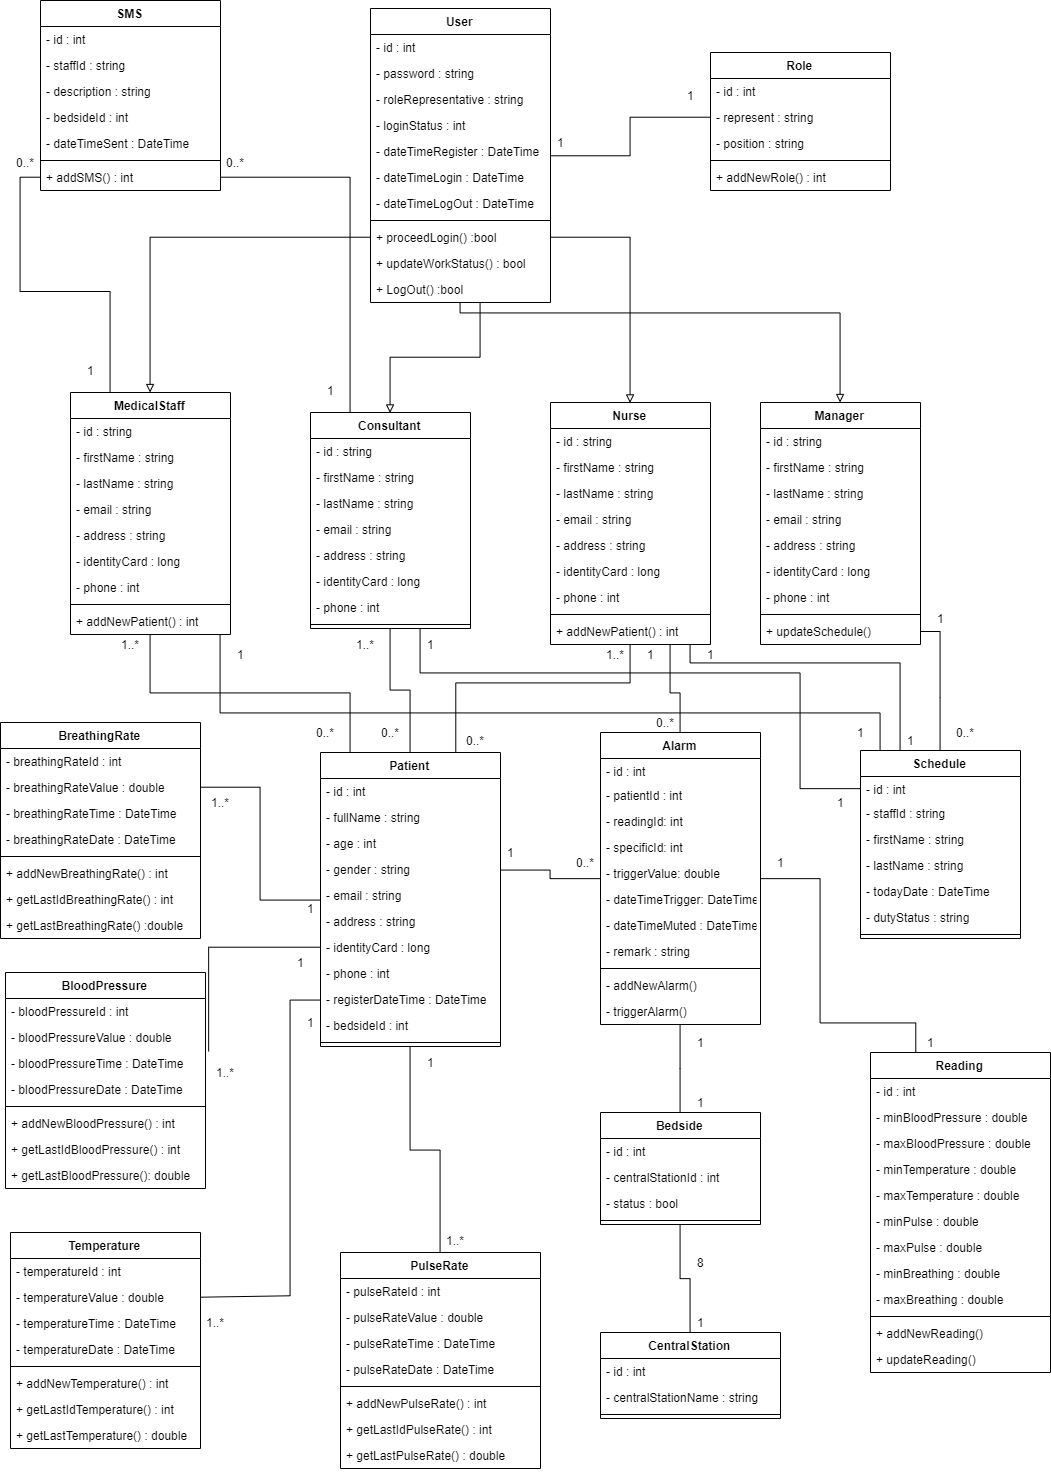 SMS
- id : int
- staffId : string
- description : string
- bedsideId : int
- dateTimeSent : DateTime
+ addSMS() : int
0..*
0..*
User
- id : int
- password : string
- roleRepresentative : string
- loginStatus : int
- dateTimeRegister : DateTime
- dateTimeLogin : DateTime
- dateTimeLogOut : DateTime
+ proceedLogin() :bool
+ updateWorkStatus() : bool
+ LogOut() :bool
1
1
Role
- id : int
- represent : string
- position : string
+ addNewRole() : int
1
MedicalStaff
- id : string
- firstName : string
- lastName : string
- email : string
- address : string
- identityCard : long
- phone : int
+ addNewPatient() : int
1..*
1
1
Consultant
- id : string
- firstName : string
- lastName : string
- email : string
- address : string
- identityCard : long
- phone : int
1..*
1
Nurse
- id : string
- firstName : string
- lastName : string
- email : string
- address : string
- identityCard : long
- phone : int
+ addNewPatient() : int
1..*
1
1
Manager
- id : string
- firstName : string
- lastName : string
- email : string
- address : string
- identityCard : long
- phone : int
+ updateSchedule()
1
BreathingRate
- breathingRateId : int
- breathingRateValue : double
- breathingRateTime : DateTime
- breathingRateDate : DateTime
+ addNewBreathingRate() : int
+ getLastIdBreathingRate() : int
+ getLastBreathingRate() :double
1..*
0..*
0..*
0..*
Patient
- id : int
- fullName : string
- age : int
- gender : string
- email : string
- address : string
- identityCard : long
- phone : int
- registerDateTime : DateTime
- bedsideId : int
1
1
1
1
1
0..*
0..*
Alarm
- id : int
- patientId : int
- readingId: int
- specificId: int
- triggerValue: double
- dateTimeTrigger: DateTime
- dateTimeMuted : DateTime
- remark : string
- addNewAlarm()
- triggerAlarm()
1
1
1
1
1
0..*
Schedule
- id : int
- staffId : string
- firstName : string
- lastName : string
- todayDate : DateTime
- dutyStatus : string
BloodPressure
- bloodPressureId : int
- bloodPressureValue : double
- bloodPressureTime : DateTime
- bloodPressureDate : DateTime
+ addNewBloodPressure() : int
+ getLastIdBloodPressure() : int
+ getLastBloodPressure(): double
1..*
Temperature
- temperatureId : int
- temperatureValue : double
- temperatureTime : DateTime
- temperatureDate : DateTime
+ addNewTemperature() : int
+ getLastIdTemperature() : int
+ getLastTemperature() : double
1..*
1..*
PulseRate
- pulseRateId : int
- pulseRateValue : double
- pulseRateTime : DateTime
- pulseRateDate : DateTime
+ addNewPulseRate() : int
+ getLastIdPulseRate() : int
+ getLastPulseRate() : double
1
Bedside
- id : int
- centralStationId : int
- status : bool
8
1
CentralStation
- id : int
- centralStationName : string
1
Reading
- id : int
- minBloodPressure : double
- maxBloodPressure : double
- minTemperature : double
- maxTemperature : double
- minPulse : double
- maxPulse : double
- minBreathing : double
- maxBreathing : double
+ addNewReading()
+ updateReading()